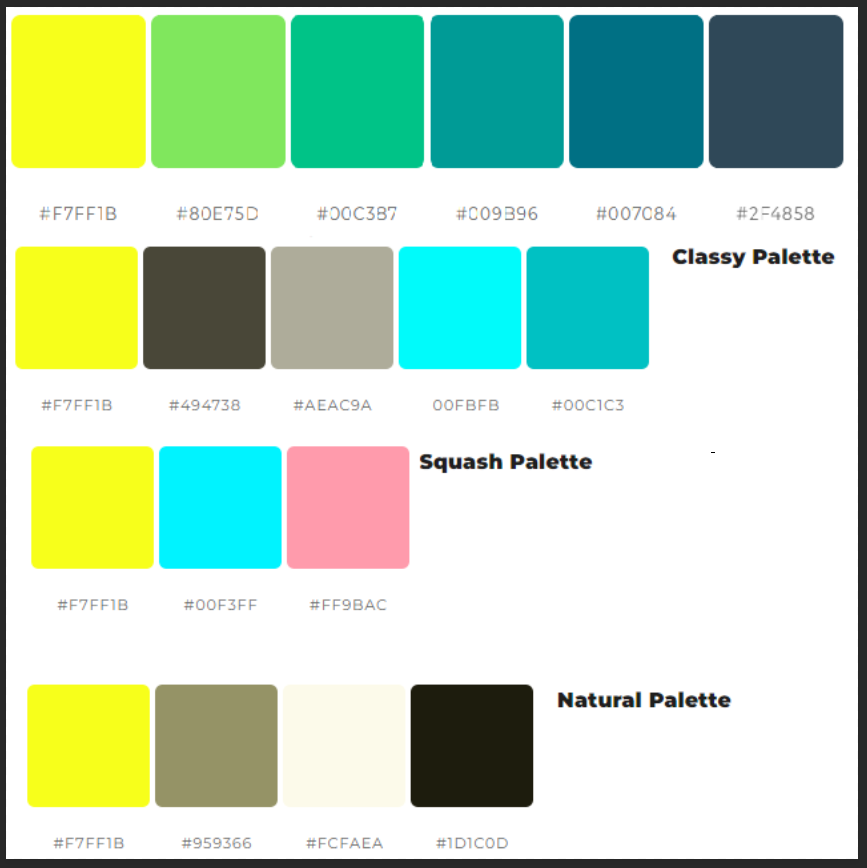 #F7FF1B #80E75D #00C3B7 #009B96 #007084 #2F4858
Classy Palette
#F7FF1B #494738 #AEAC9A 00FBFB #00C1C3
Squash Palette
#F7FF1B #00F3FF #FF9BAC
Natural Palette
#F7FF1B #959366 #FCFAEA #1D1C0D